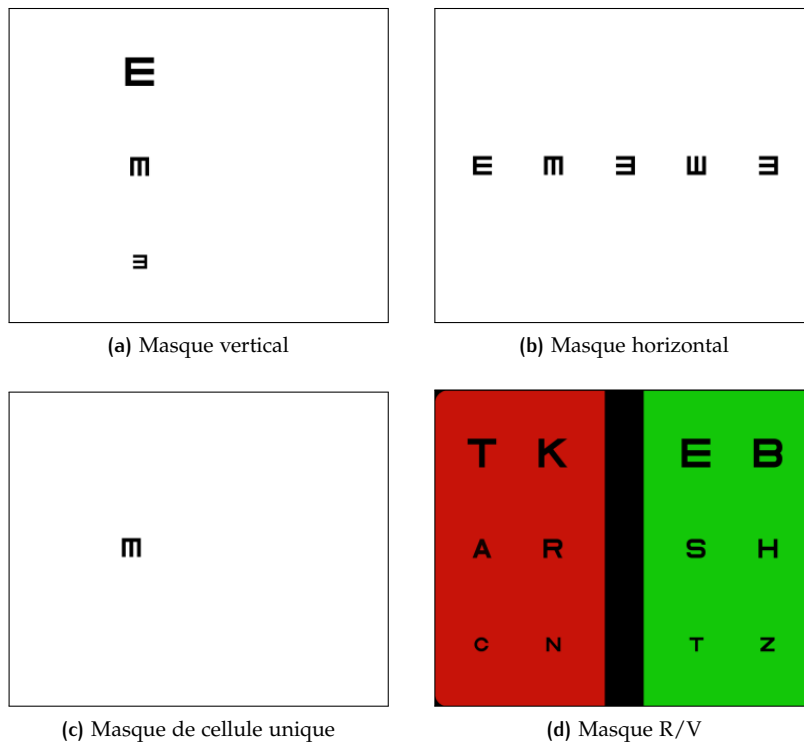 E
m
Ǝ
(a) Masque vertical
E m Ǝ Ш Ǝ
(b) Masque horizontal
m
(c) Masque de cellule unique
T K E B
A R S H
C N T Z
(d) Masque R/V